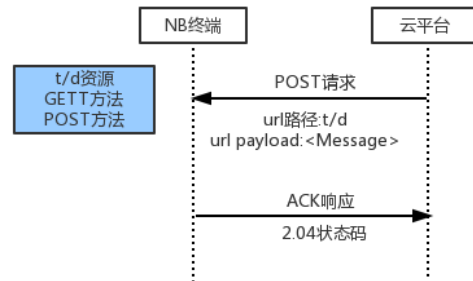 NB终端
云平台
t/d资源
GETT方法
POST方法
POST请求
url路径:t/d
url payload:<Message>
ACK响应
2.04状态码